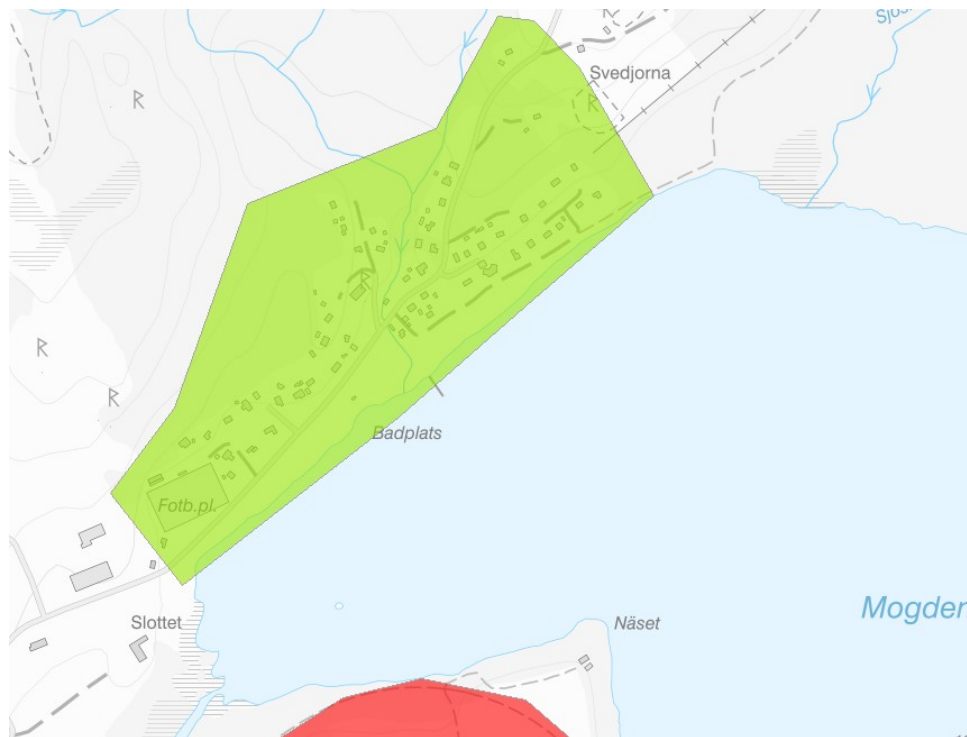 Svedjorna
R
R
R
R
R
Badplats
Fotb.pl.
Slottet
Näset
Mogden